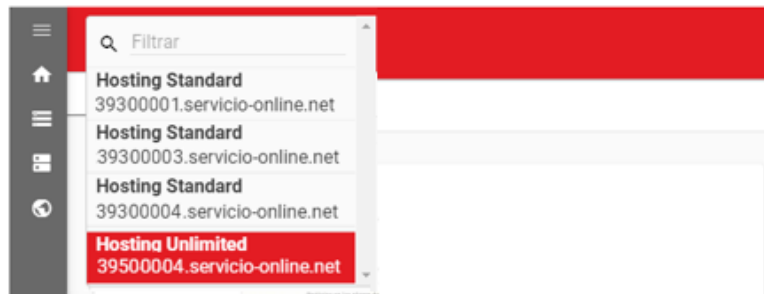 Filtrar
Hosting Standard
39300001.servicio-online.net
Hosting Standard
39300003.servicio-online.net
Hosting Standard
39300004.servicio-online.net
Hosting Unlimited
39500004.servicio-online.net